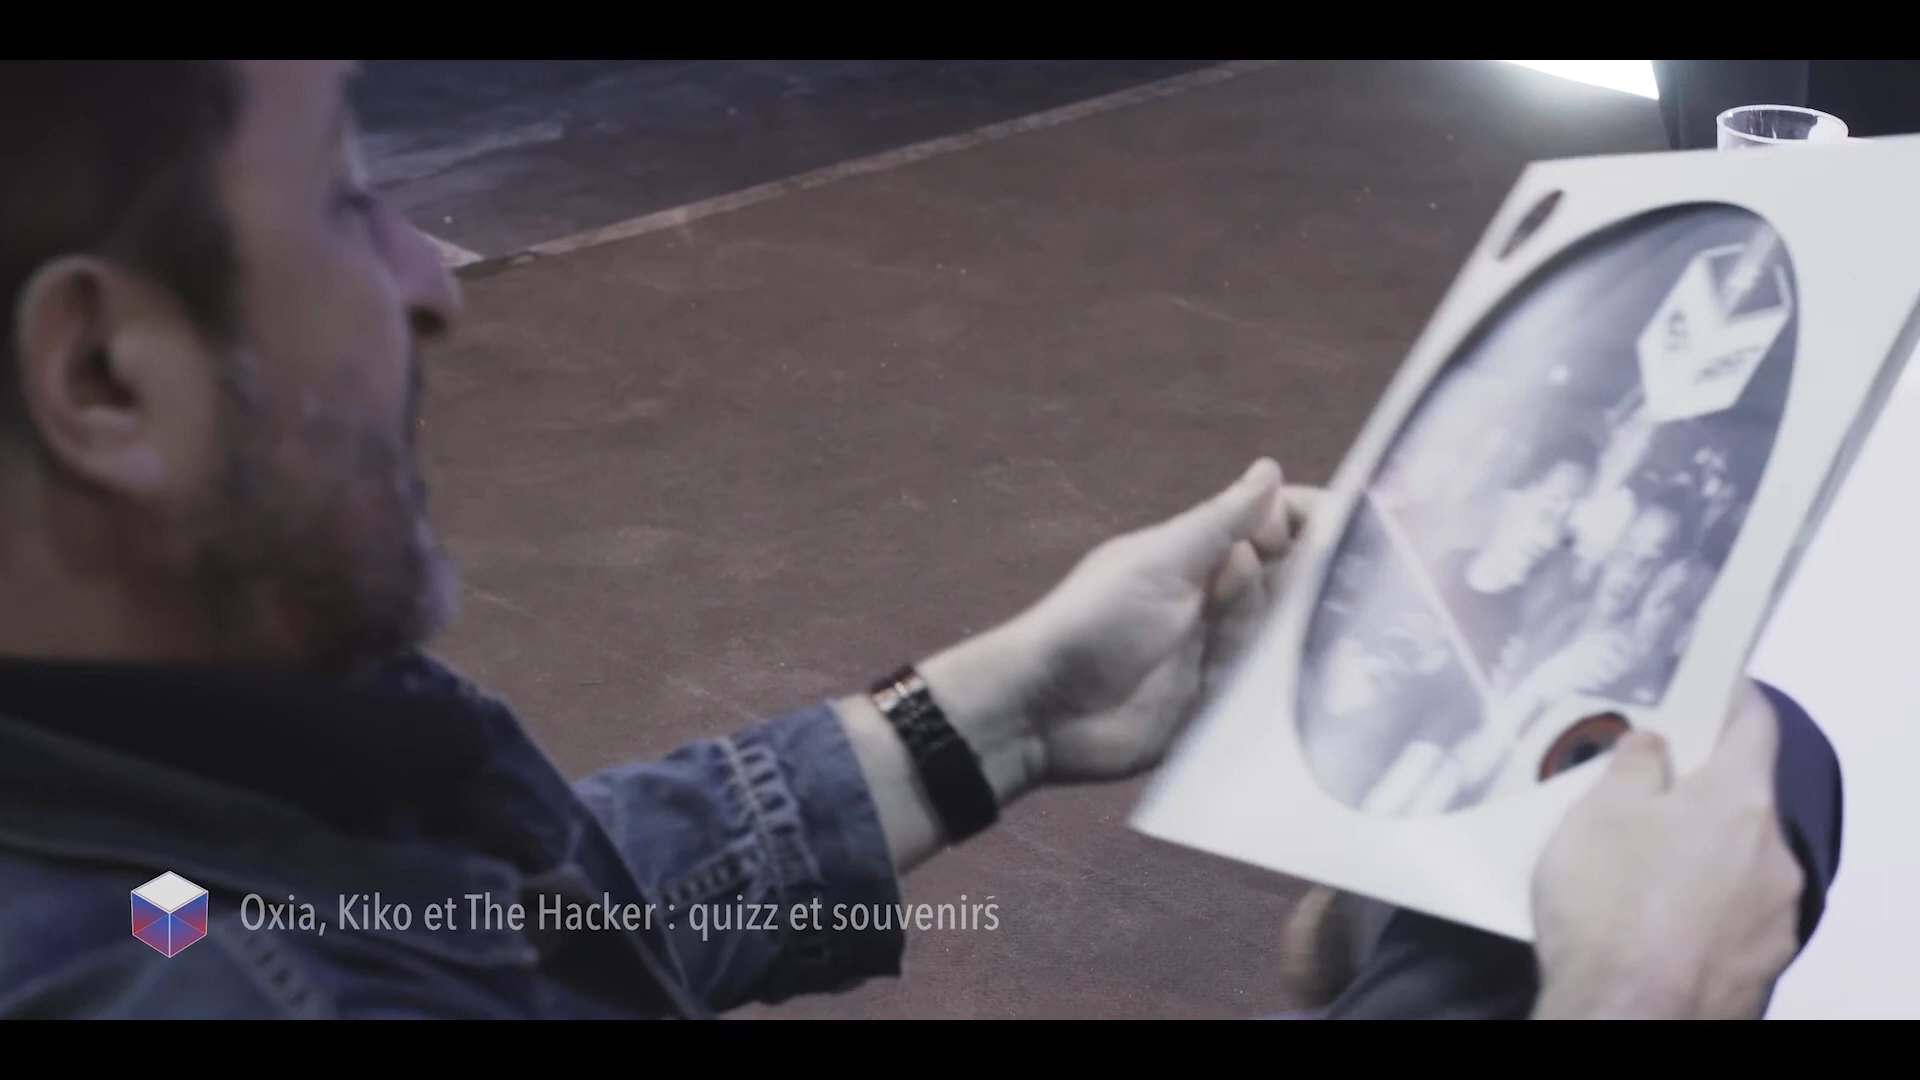 Oxia, Kiko et The Hacker : quizz et souvenirs